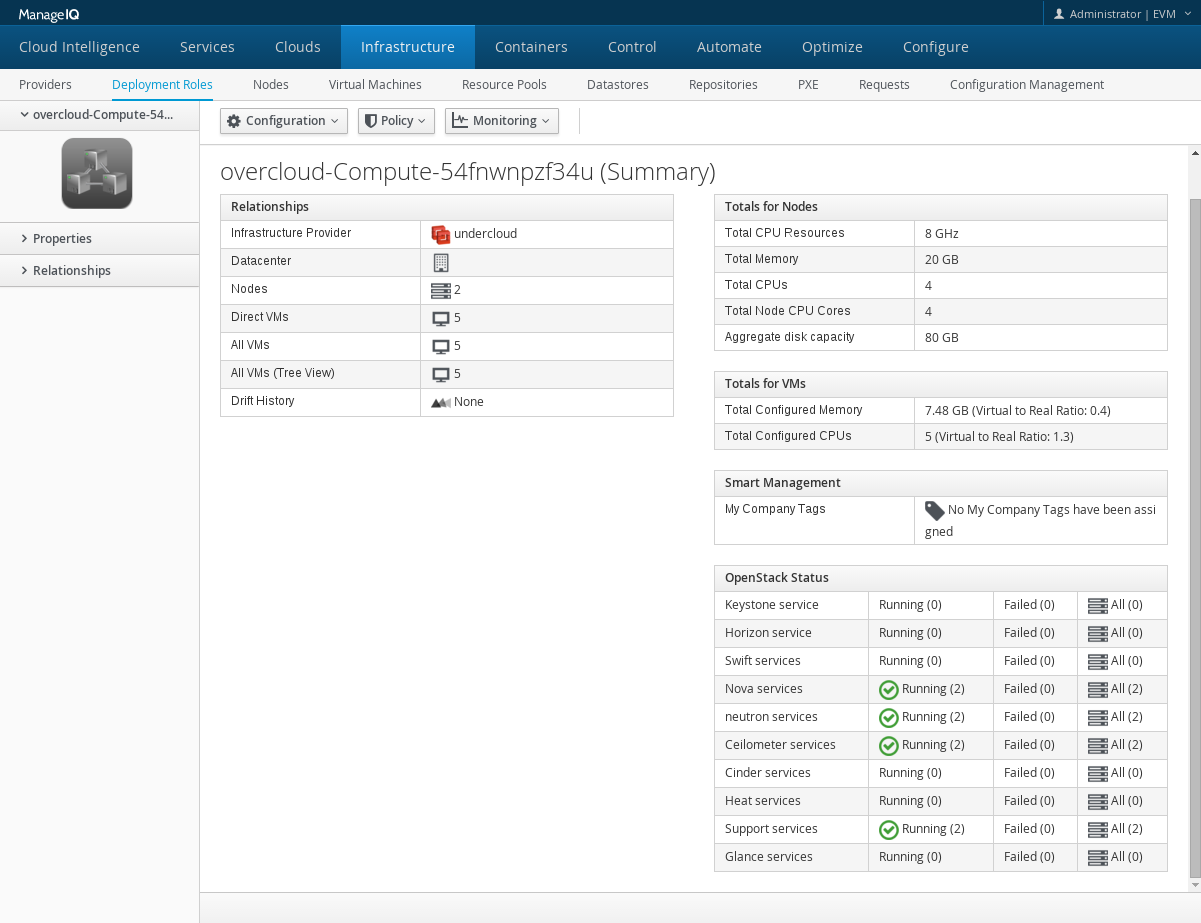 ManageIQ
Administrator | EVM
Cloud Intelligence Services Clouds Infrastructure Containers Control Automate Optimize Configure
Providers Deployment Roles Nodes Virtual Machines Resource Pools Datastores Repositories PXE Requests Configuration Management
overcloud-Compute-54...
Properties
Relationships
Configuration Policy Monitoring
overcloud-Compute-54fnwnpzf34u (Summary)
Relationships
Infrastructure Provider undercloud
Datacenter
Nodes 2
Direct VMs 5
All VMs 5
All VMs (Tree View) 5
Drift History None
Totals for Nodes
Total CPU Resources 8 GHz
Total Memory 20 GB
Total CPUs 4
Total Node CPU Cores 4
Aggregate disk capacity 80 GB
Totals for VMs
Total Configured Memory 7.48 GB (Virtual to Real Ratio: 0.4)
Total Configured CPUs 5 (Virtual to Real Ratio: 1.3)
Smart Management
My Company Tags No My Company Tags have been assi
gned
OpenStack Status
Keystone service Running (0) Failed (0) All (0)
Horizon service Running (0) Failed (0) All (0)
Swift services Running (0) Failed (0) All (0)
Nova services Running (2) Failed (0) All (2)
neutron services Running (2) Failed (0) All (2)
Ceilometer services Running (2) Failed (0) All (2)
Cinder services Running (0) Failed (0) All (0)
Heat services Running (0) Failed (0) All (0)
Support services Running (2) Failed (0) All (2)
Glance services Running (0) Failed (0) All (0)